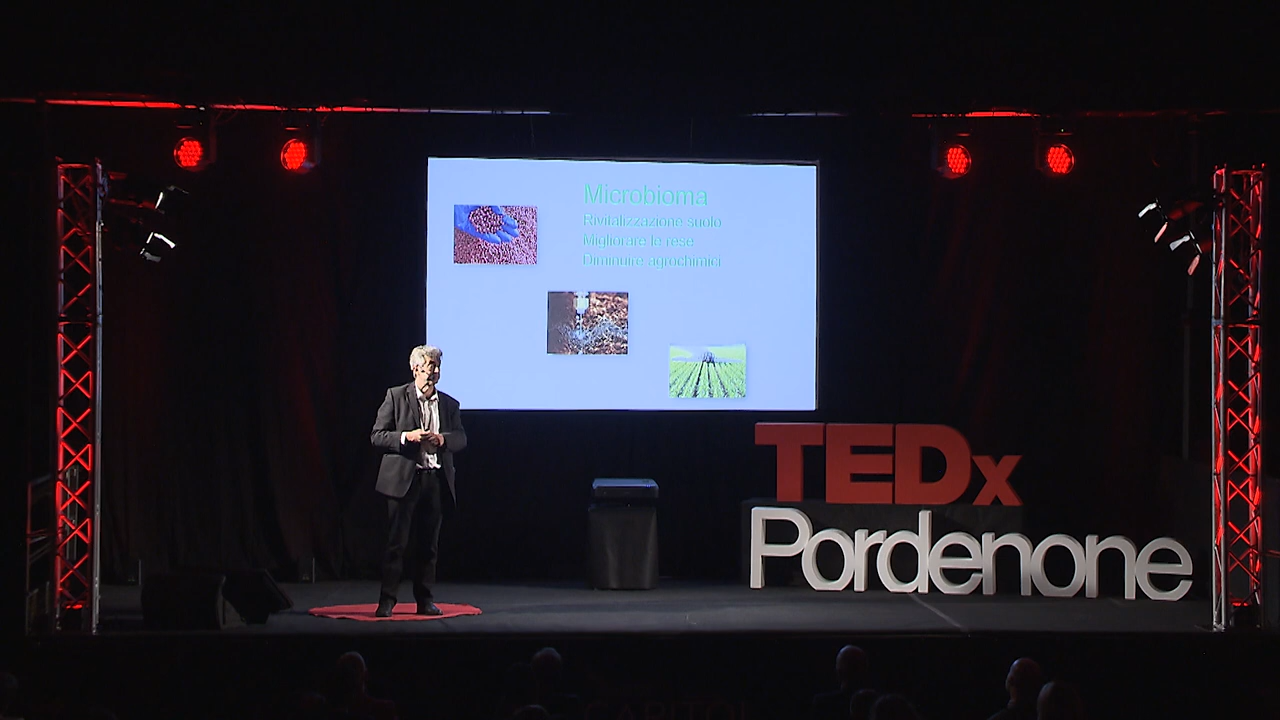 Microbioma
Rivitalizzazione suolo
Migliorare le rese
Diminuire agrochimici
TEDx
Pordenone